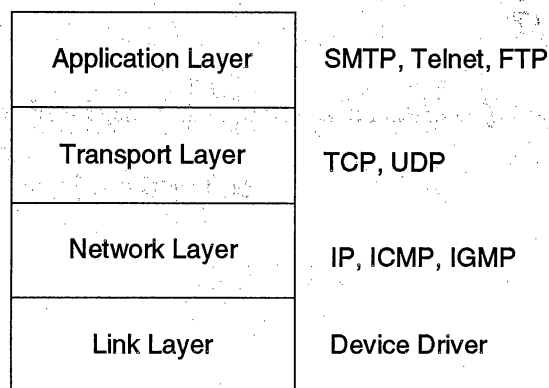 Application Layer SMTP, Telnet, FTP
Transport Layer TCP, UDP
Network Layer IP, ICMP, IGMP
Link Layer Device Driver